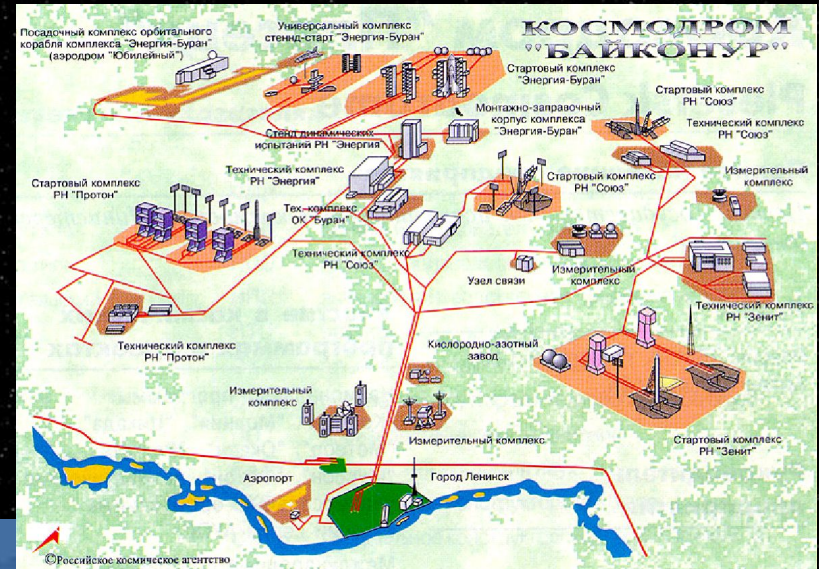 КОСМОДРОМ
"БАЙКОНУР"
Посадочный комплекс орбитального
корабля комплекса "Энергия-Буран"
(аэродром "Юбилейный")
Универсальный комплекс
стеннд-старт "Энергия-Буран"
Стартовый комплекс
"Энергия-Буран"
Монтажно-заправочный
корпус комплекса
"Энергия-Буран"
Стартовый комплекс
РН "Союз"
Технический комплекс
РН "Союз"
Стенд динамических
испытаний РН "Энергия
Технический комплекс
РН "Энергия"
Стартовый комплекс
РН "Союз"
Измерительный
комплекс
Стартовый комплекс
РН "Протон"
Тех. комплекс
ОК "Буран"
Технический комплекс
РН "Союз"
Узел связи
Измерительный
комплекс
Технический комплекс
РН "Зенит"
Технический комплекс
РН "Протон"
Кислородно-азотный
завод
Измерительный
комплекс
Измерительный комплекс
Стартовый комплекс
РН "Зенит"
Аэропорт
Город Ленинск
©Российское космическое агентство